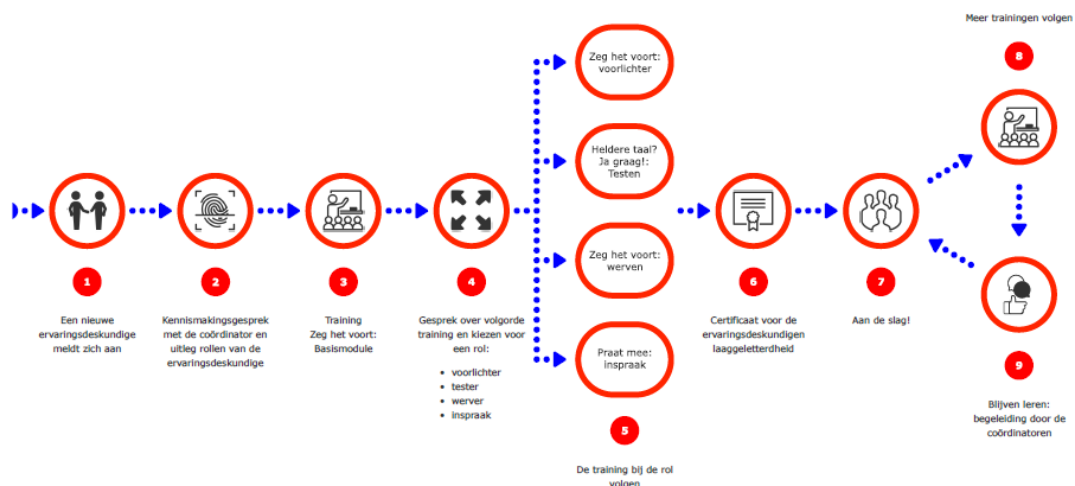 1
Een nieuwe
ervaringsdeskundige
meldt zich aan
2
Kennismakingsgesprek
met de coördinator en
uitleg rollen van de
ervaringsdeskundige
3
Training
Zeg het voort:
Basismodule
4
Gesprek over volgorde
training en kiezen voor
een rol:
• voorlichter
• tester
• werver
• inspraak
Zeg het voort:
voorlichter
Heldere taal?
Ja graag!:
Testen
Zeg het voort:
werven
Praat mee:
inspraak
5
De training bij de rol
volgen
6
Certificaat voor de
ervaringsdeskundigen
laaggeletterdheid
7
Aan de slag!
Meer trainingen volgen
8
9
Blijven leren:
begeleiding door de
coördinatoren